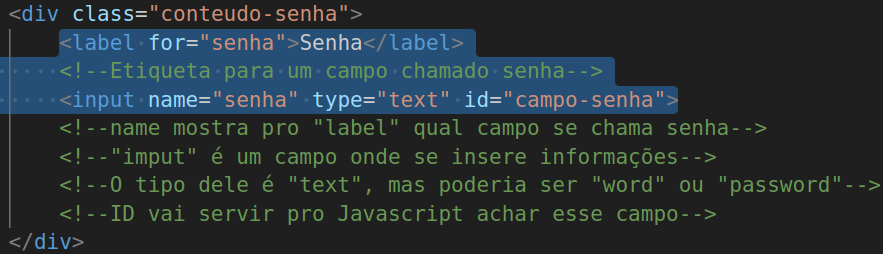 <div class="conteudo-senha">
<label for="senha">Senha</label>
<!--Etiqueta para um campo chamado senha-->
<input name="senha" type="text" id="campo-senha">
<!--name mostra pro "label" qual campo se chama senha-->
<!--"imput" é um campo onde se insere informações-->
<!--O tipo dele é "text", mas poderia ser "word" ou "password"-->
<!--ID vai servir pro Javascript achar esse campo-->
</div>